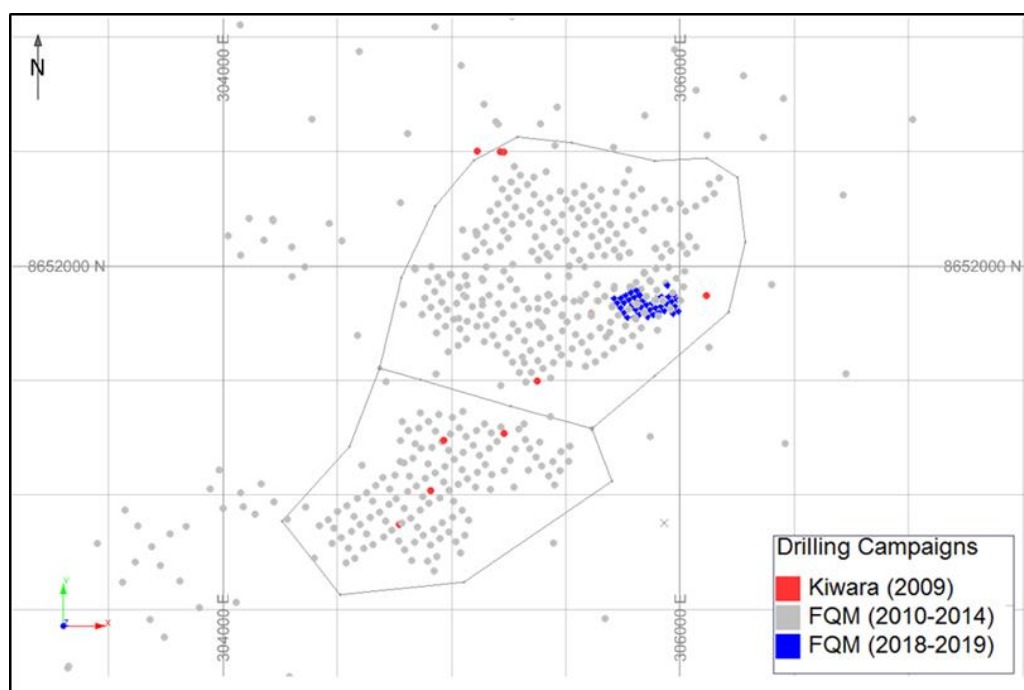 N
304000 E
306000 E
8652000 N
8652000 N
304000 E
306000 E
Y
Z
X
Drilling Campaigns
Kiwara (2009)
FQM (2010-2014)
FQM (2018-2019)